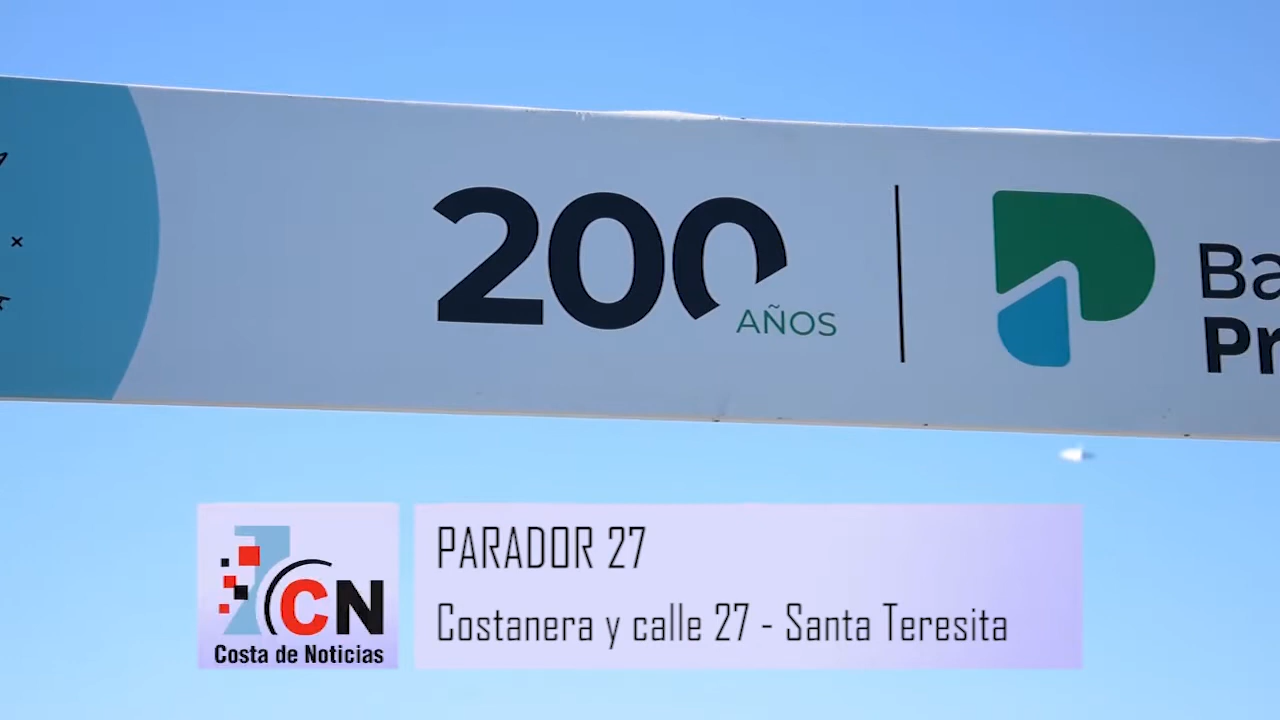 200
AÑOS
PARADOR 27
Costanera y calle 27 - Santa Teresita
CN
Costa de Noticias